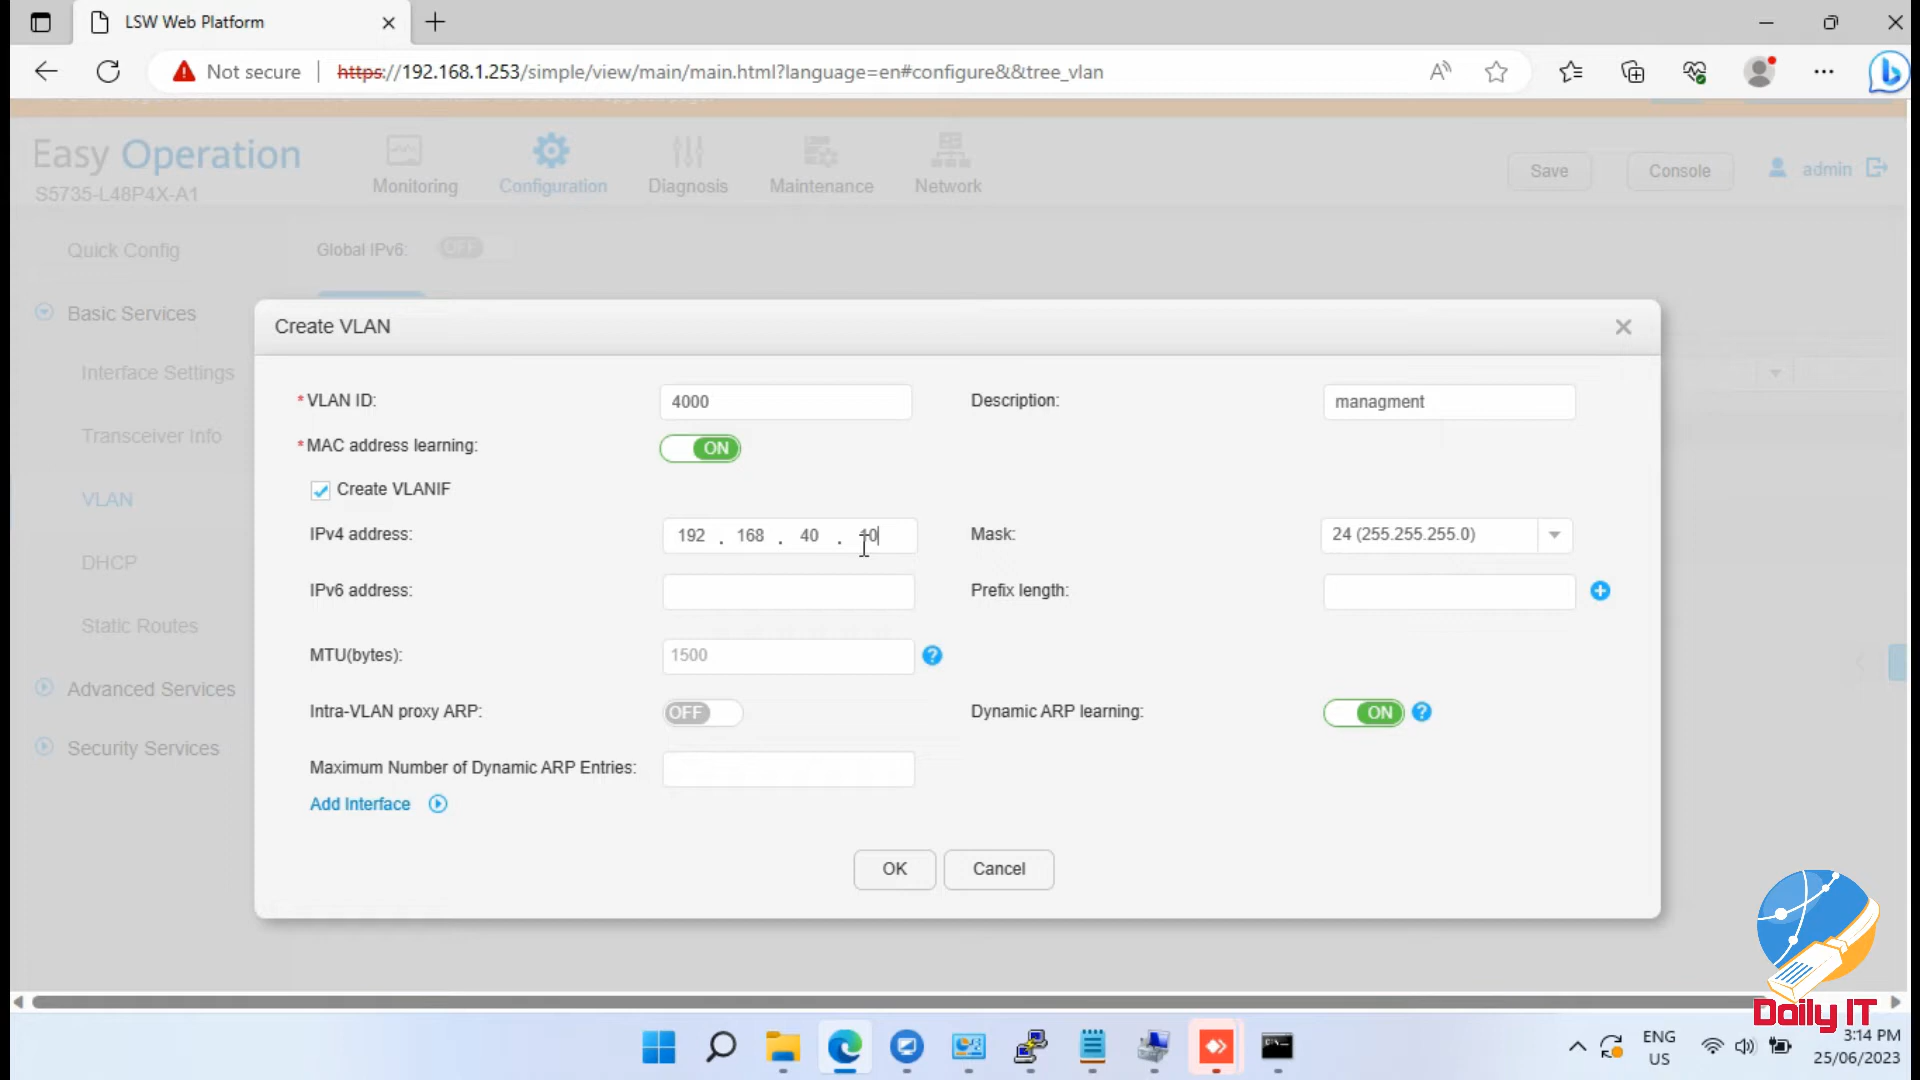 LSW Web Platform
Not secure
https://192.168.1.253/simple/view/main/main.html?language=en#configure&&tree_vlan
Easy Operation
S5735-L48P4X-A1
Monitoring
Configuration
Diagnosis
Maintenance
Network
Save
Console
admin
Quick Config
Global IPv6:
OFF
Basic Services
Interface Settings
Transceiver Info
VLAN
DHCP
Static Routes
Advanced Services
Security Services
Create VLAN
*VLAN ID:
4000
Description:
managment
*MAC address learning:
ON
Create VLANIF
IPv4 address:
192 . 168 . 40 . 10
Mask:
24 (255.255.255.0)
IPv6 address:
Prefix length:
MTU(bytes):
1500
Intra-VLAN proxy ARP:
OFF
Dynamic ARP learning:
ON
Maximum Number of Dynamic ARP Entries:
Add Interface
OK
Cancel
Daily IT
ENG
US
3:14 PM
25/06/2023